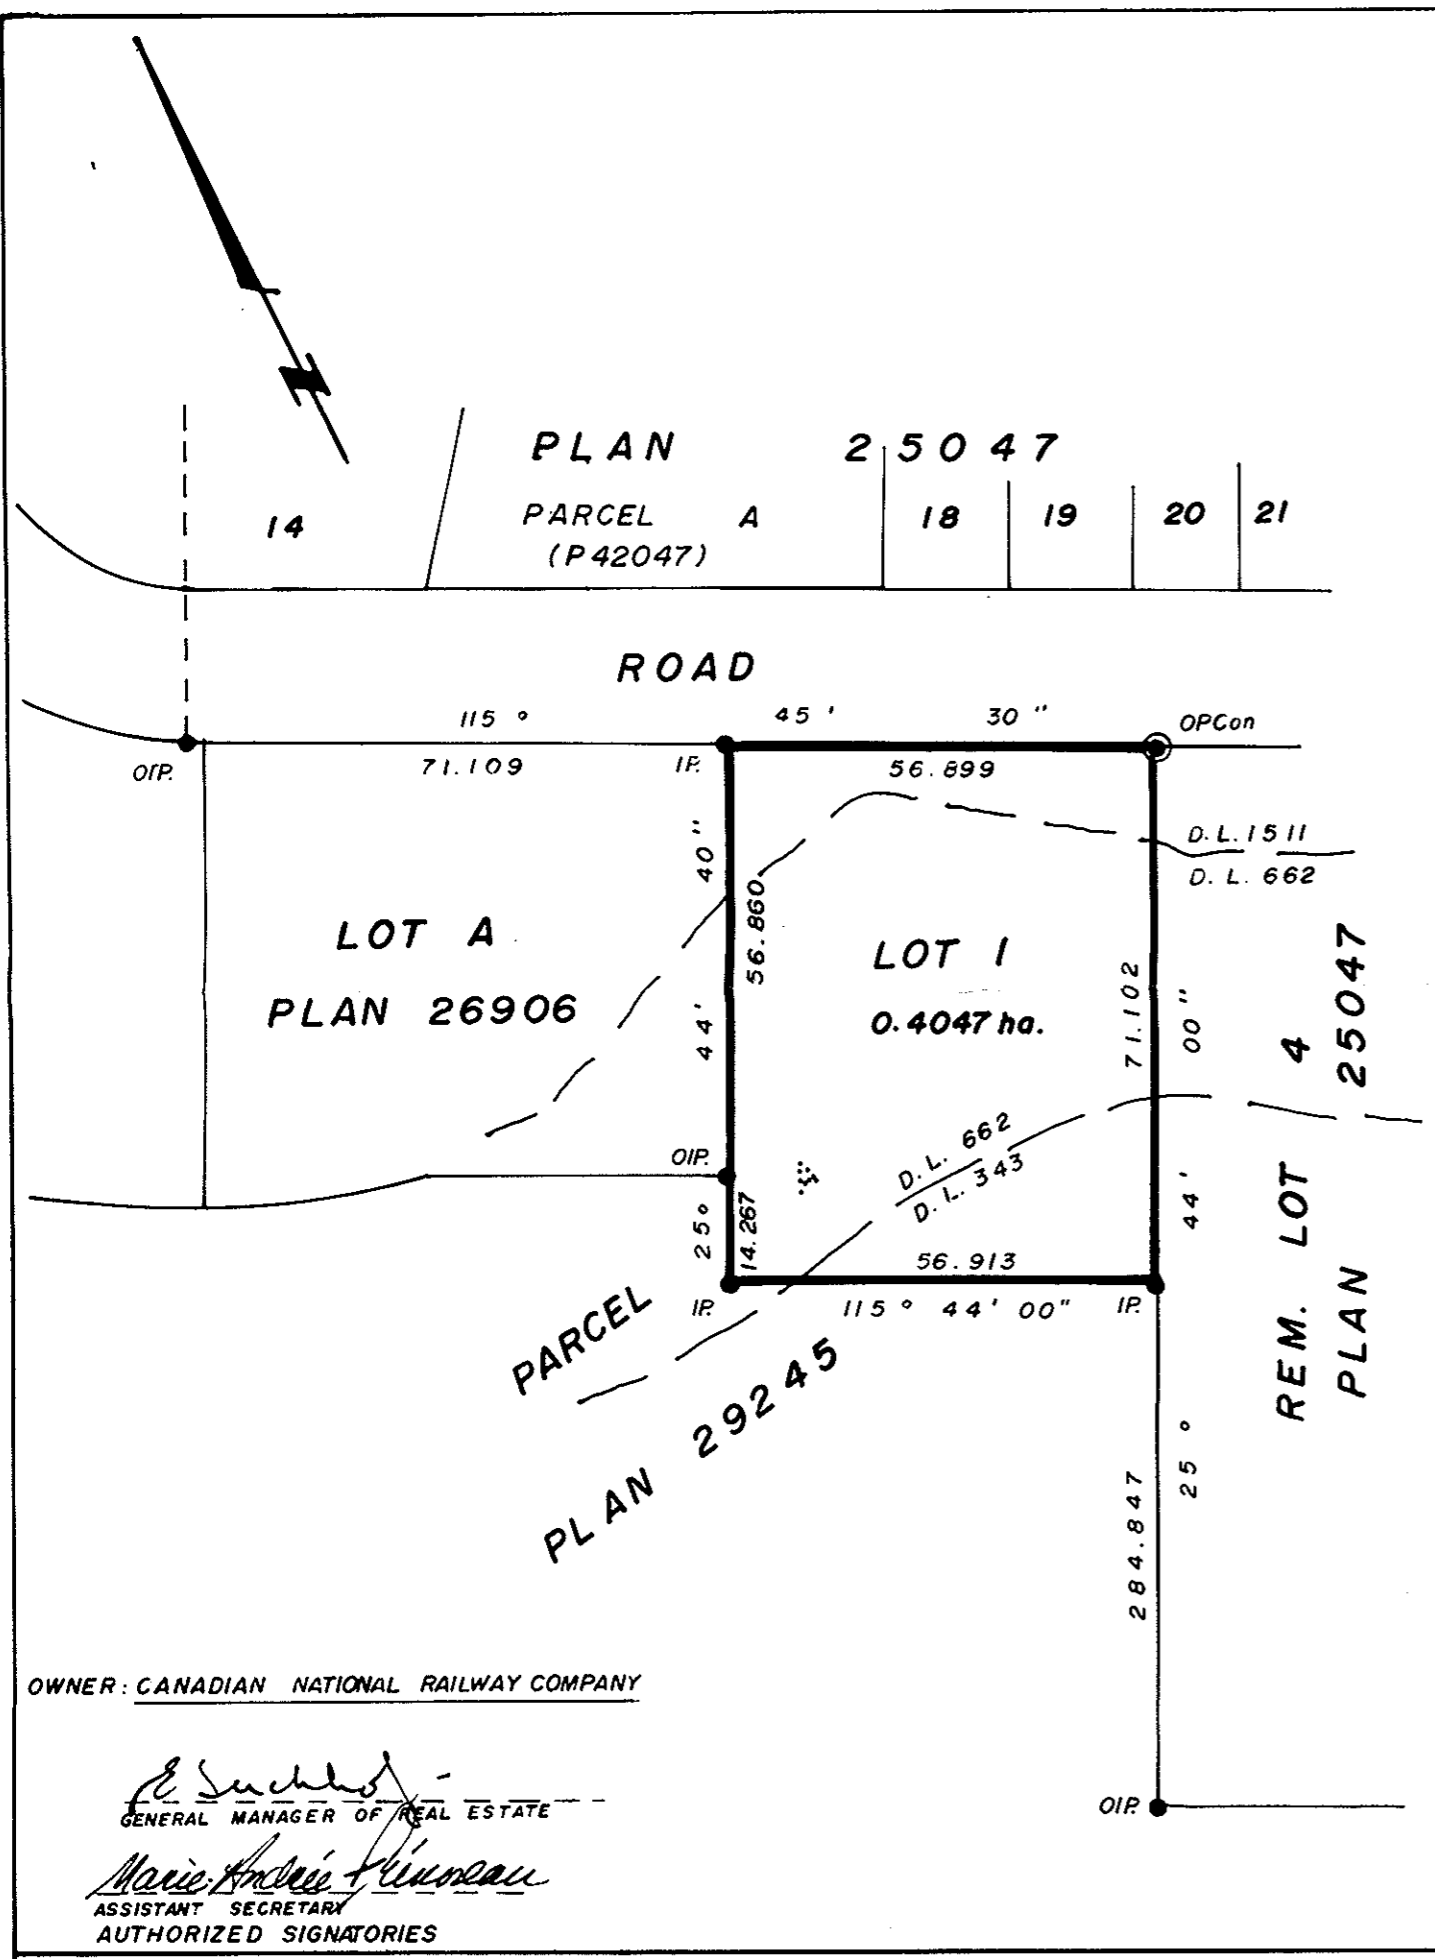 PLAN 25047
14
PARCEL A
(P42047)
18
19
20
21
ROAD
115° 45' 30"
OPCon
OIP.
71.109
IP.
56.899
D.L. 1511
D.L. 662
40"
56.860
44'
LOT A
PLAN 26906
LOT 1
0.4047 ha.
71.102
00"
44'
REM. LOT 4
PLAN 25047
OIP.
D.L. 662
D.L. 343
25°
14.267
56.913
IP.
115° 44' 00"
IP.
PARCEL
PLAN 29245
25°
284.847
OWNER: CANADIAN NATIONAL RAILWAY COMPANY
GENERAL MANAGER OF REAL ESTATE
OIP.
Marie-Andrée
ASSISTANT SECRETARY
AUTHORIZED SIGNATORIES